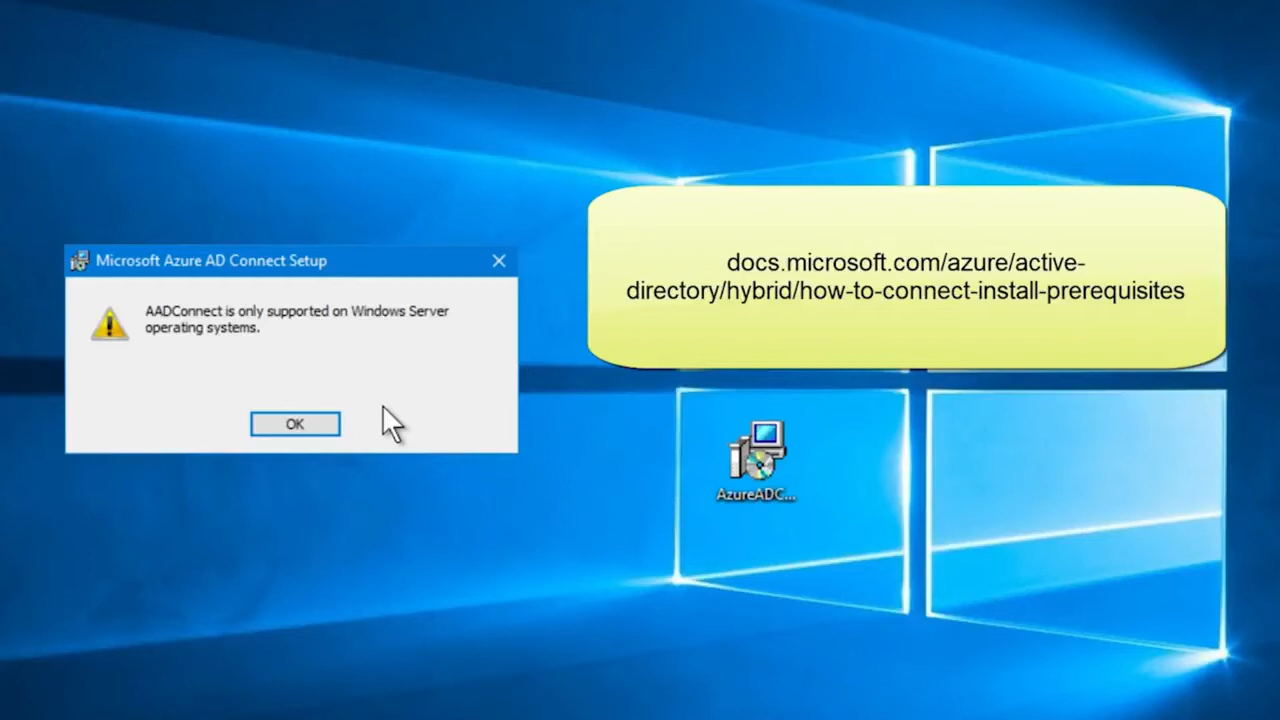 docs.microsoft.com/azure/active-
directory/hybrid/how-to-connect-install-prerequisites
Microsoft Azure AD Connect Setup
AADConnect is only supported on Windows Server
operating systems.
OK
AzureADC...